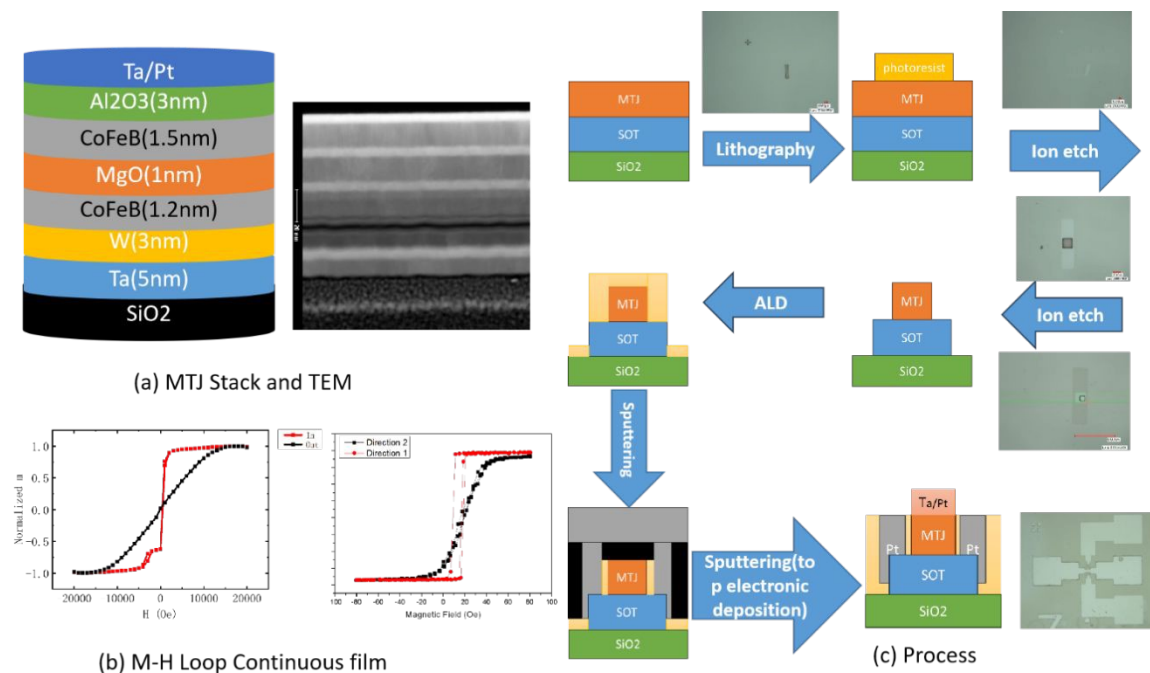 Ta/Pt
Al2O3(3nm)
CoFeB(1.5nm)
MgO(1nm)
CoFeB(1.2nm)
W(3nm)
Ta(5nm)
SiO2
(a) MTJ Stack and TEM
Normalized m
1.0
0.5
0.0
-0.5
-1.0
20000 10000 0 10000 20000
H (Oe)
In
Out
Direction 2
Direction 1
-80 -60 -40 -20 0 20 40 60 80
Magnetic Field (Oe)
(b) M-H Loop Continuous film
MTJ
SOT
SiO2
Lithography
photoresist
MTJ
SOT
SiO2
Ion etch
Ion etch
MTJ
SOT
SiO2
ALD
MTJ
SOT
SiO2
Sputtering
MTJ
SOT
SiO2
Sputtering(to
p electronic
deposition)
Ta/Pt
Pt
MTJ
Pt
SOT
SiO2
(c) Process